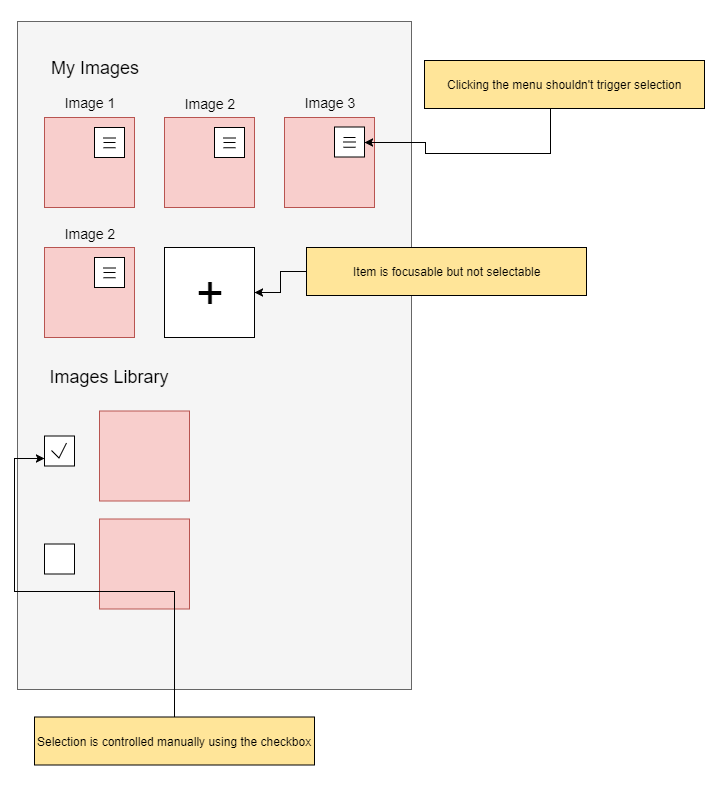 My Images
Clicking the menu shouldn't trigger selection
Image 1
Image 2
Image 3
Image 2
Item is focusable but not selectable
Images Library
Selection is controlled manually using the checkbox